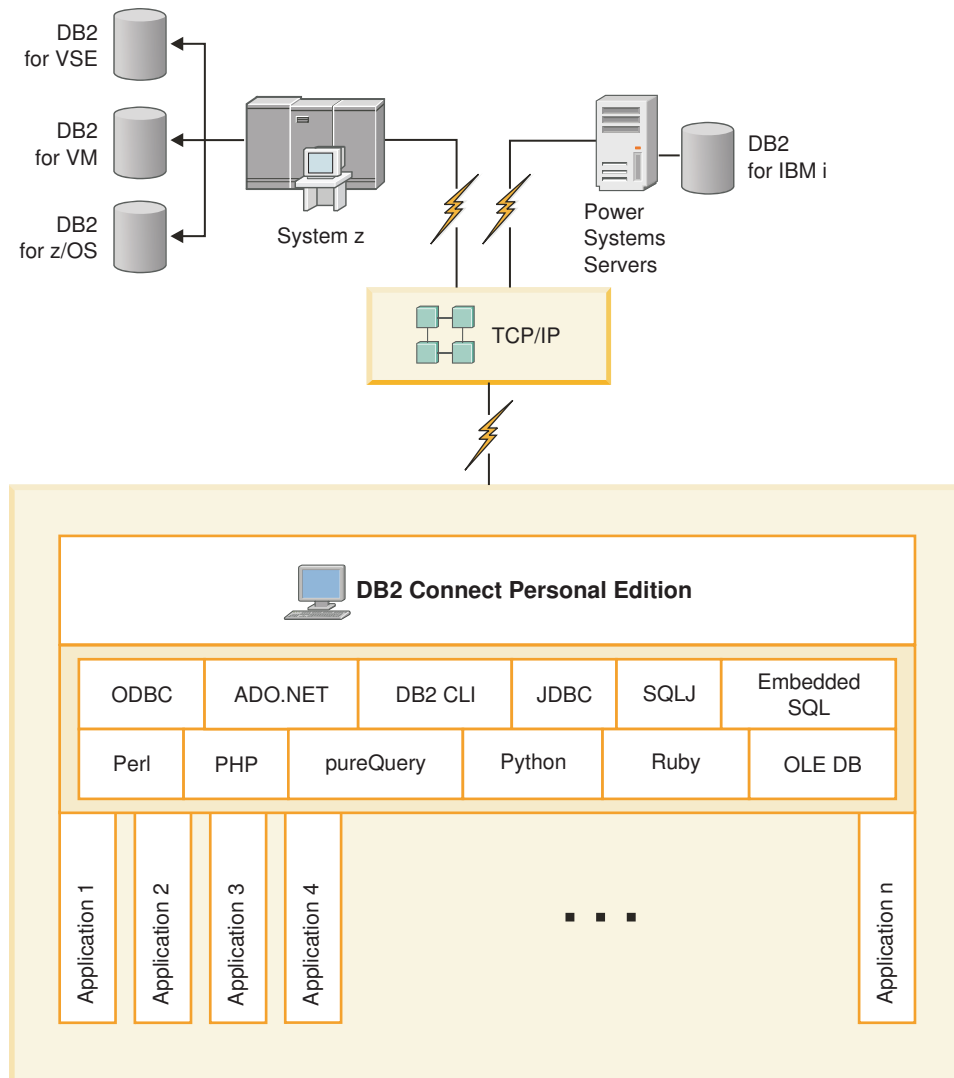 DB2
for VSE
DB2
for VM
DB2
for z/OS
System z
Power
Systems
Servers
DB2
for IBM i
TCP/IP
DB2 Connect Personal Edition
ODBC
ADO.NET
DB2 CLI
JDBC
SQLJ
Embedded
SQL
Perl
PHP
pureQuery
Python
Ruby
OLE DB
Application 1
Application 2
Application 3
Application 4
. . .
Application n